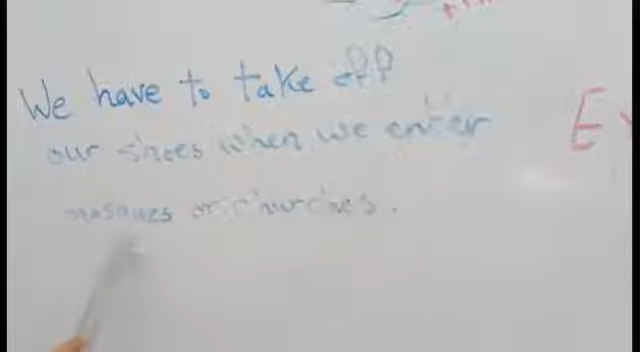 We have to take off
our shoes when we enter
mosques or churches.
E